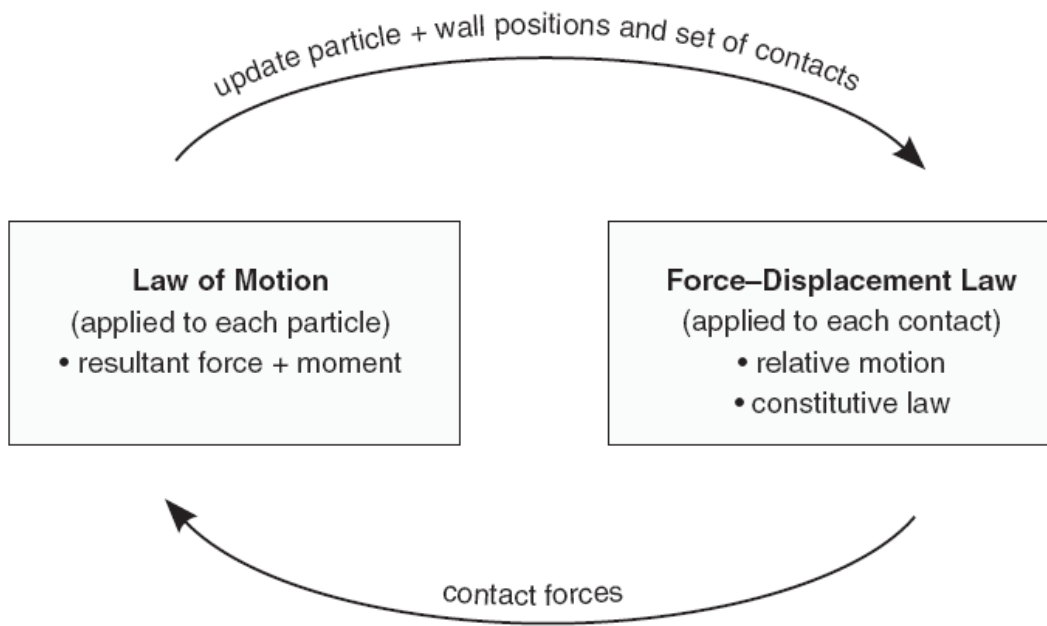 update particle + wall positions and set of contacts
Law of Motion
(applied to each particle)
• resultant force + moment
Force–Displacement Law
(applied to each contact)
• relative motion
• constitutive law
contact forces